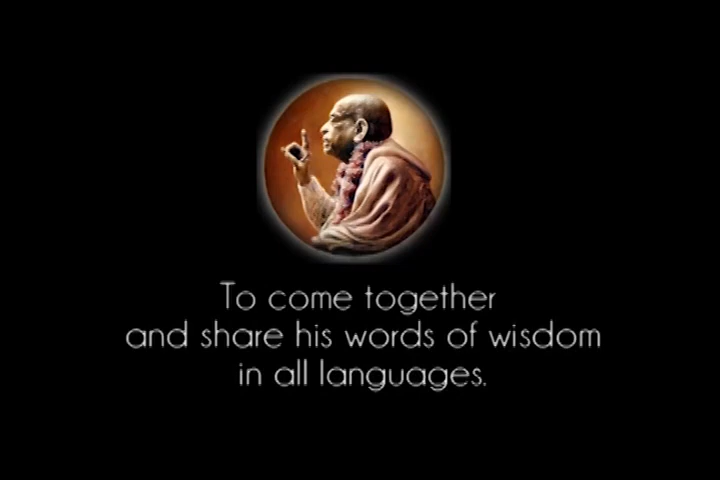 To come together
and share his words of wisdom
in all languages.